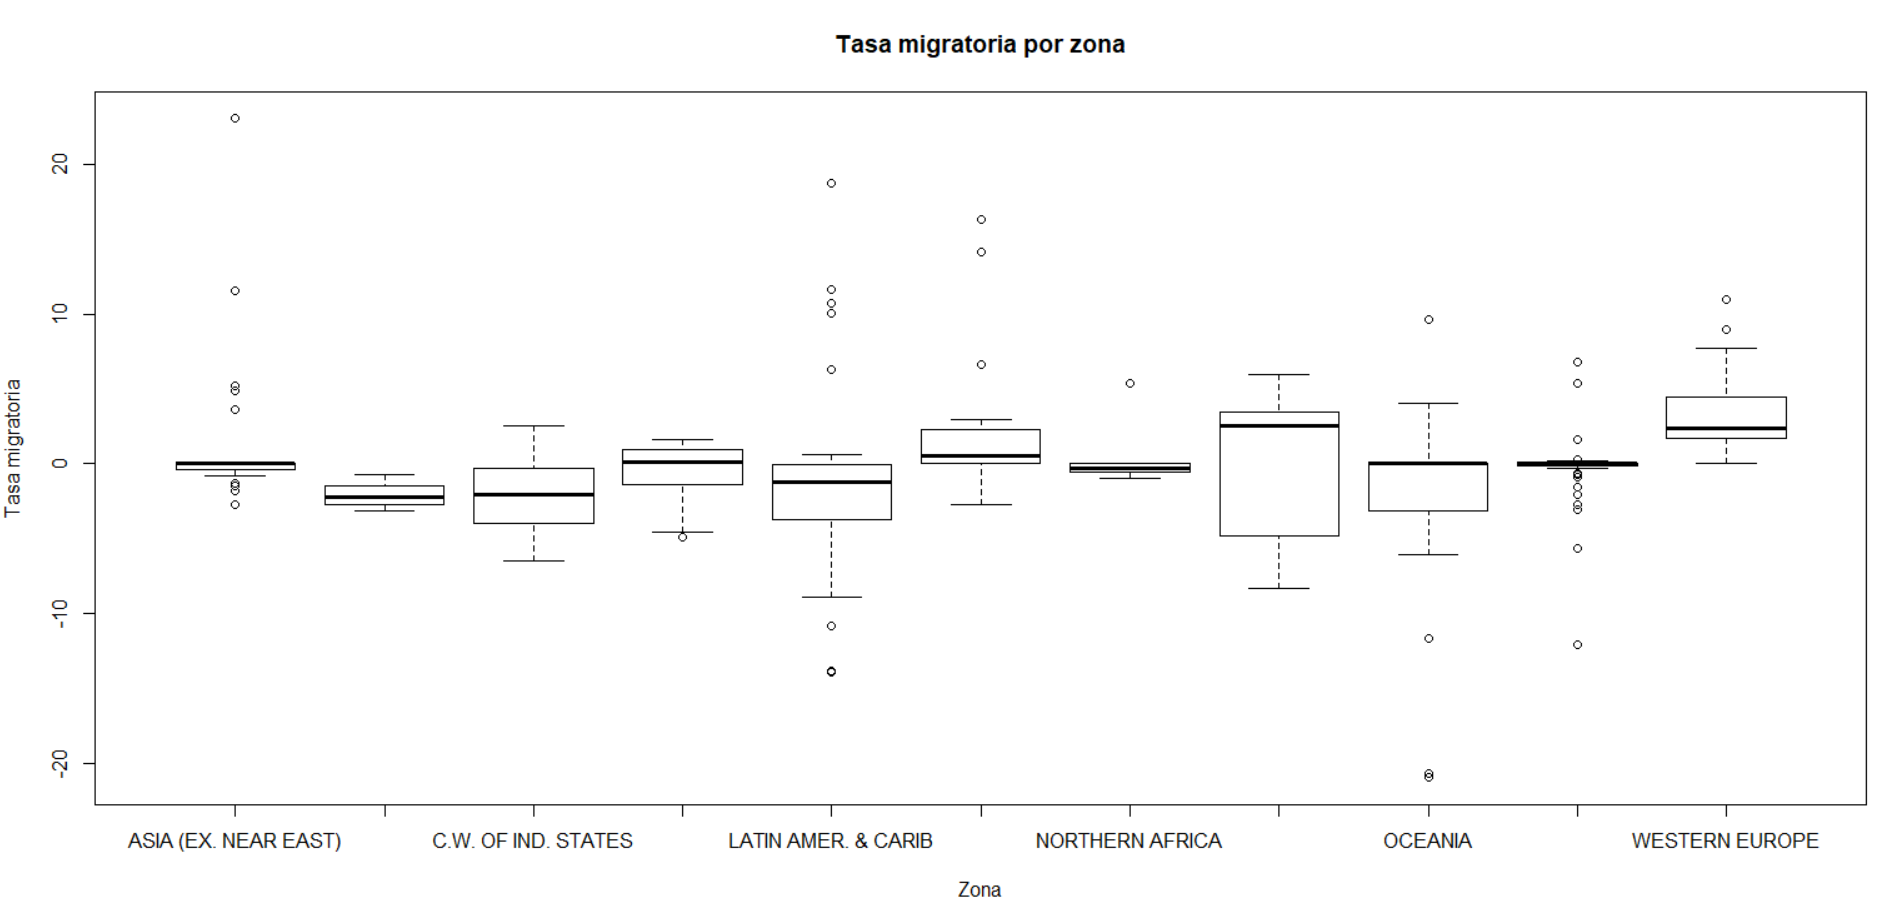 Tasa migratoria por zona
Tasa migratoria
20
10
0
-10
-20
ASIA (EX. NEAR EAST)
C.W. OF IND. STATES
LATIN AMER. & CARIB
NORTHERN AFRICA
OCEANIA
WESTERN EUROPE
Zona